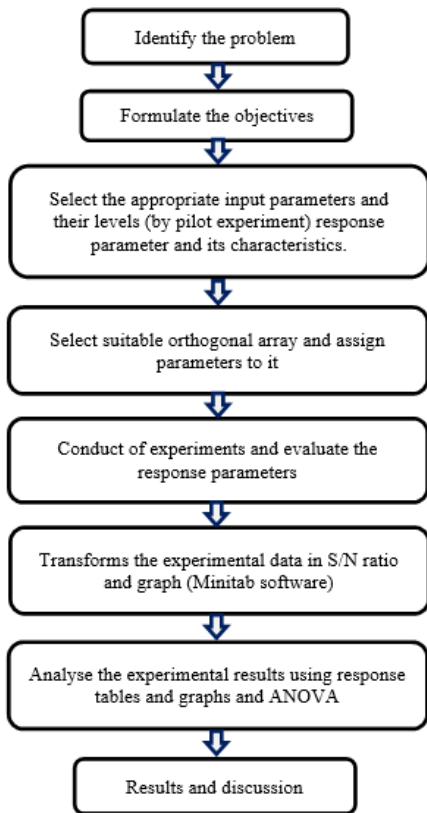 Identify the problem
Formulate the objectives
Select the appropriate input parameters and
their levels (by pilot experiment) response
parameter and its characteristics.
Select suitable orthogonal array and assign
parameters to it
Conduct of experiments and evaluate the
response parameters
Transforms the experimental data in S/N ratio
and graph (Minitab software)
Analyse the experimental results using response
tables and graphs and ANOVA
Results and discussion